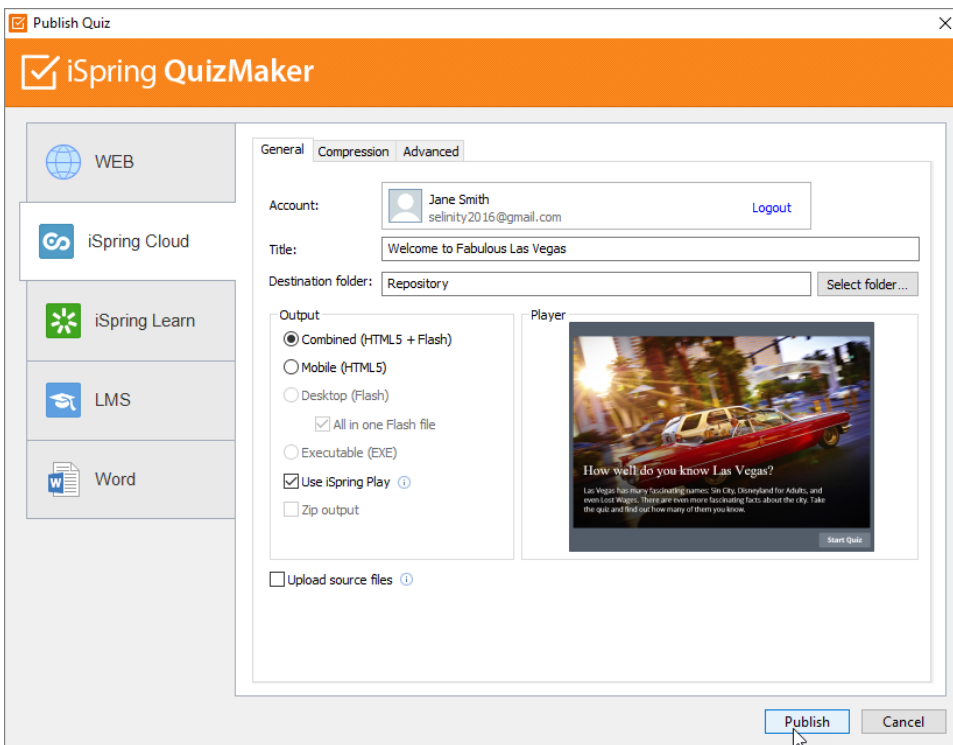 Publish Quiz
iSpring QuizMaker
WEB
iSpring Cloud
iSpring Learn
LMS
W
Word
General Compression Advanced
Account:
Jane Smith
selinity2016@gmail.com
Logout
Title:
Welcome to Fabulous Las Vegas
Destination folder:
Repository
Select folder...
Output
Combined (HTML5 + Flash)
Mobile (HTML5)
Desktop (Flash)
All in one Flash file
Executable (EXE)
Use iSpring Play
Zip output
Player
How well do you know Las Vegas?
Las Vegas has many fascinating names: Sin City, Disneyland for Adults, and
even Lost Wages. There are even more fascinating facts about the city. Take
the quiz and find out how many of them you know.
Start Quiz
Upload source files
Publish
Cancel